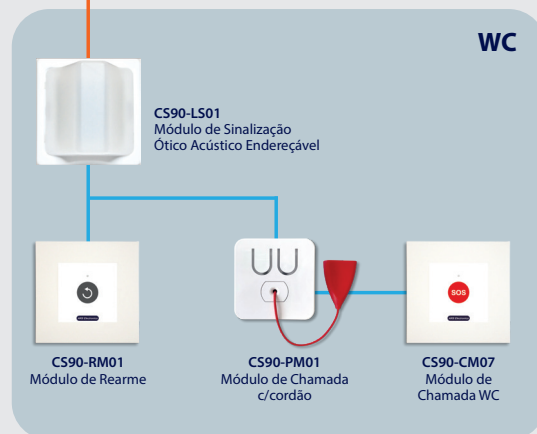 WC
CS90-LS01
Módulo de Sinalização
Ótico Acústico Endereçável
SOS
CS90-RM01
Módulo de Rearme
CS90-PM01
Módulo de Chamada
c/cordão
CS90-CM07
Módulo de
Chamada WC